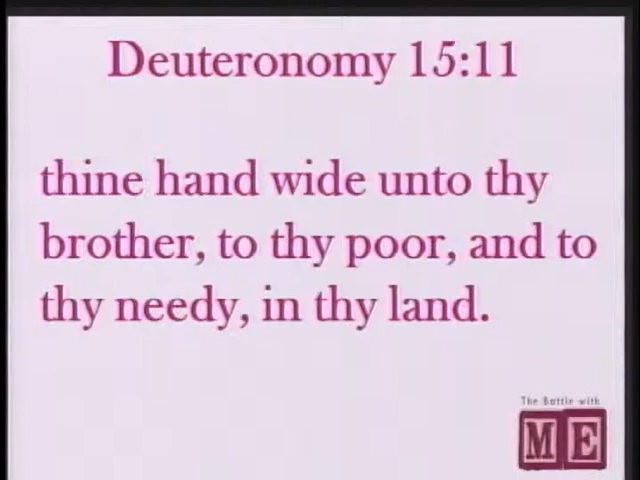 Deuteronomy 15:11
thine hand wide unto thy
brother, to thy poor, and to
thy needy, in thy land.
The Battle with
ME